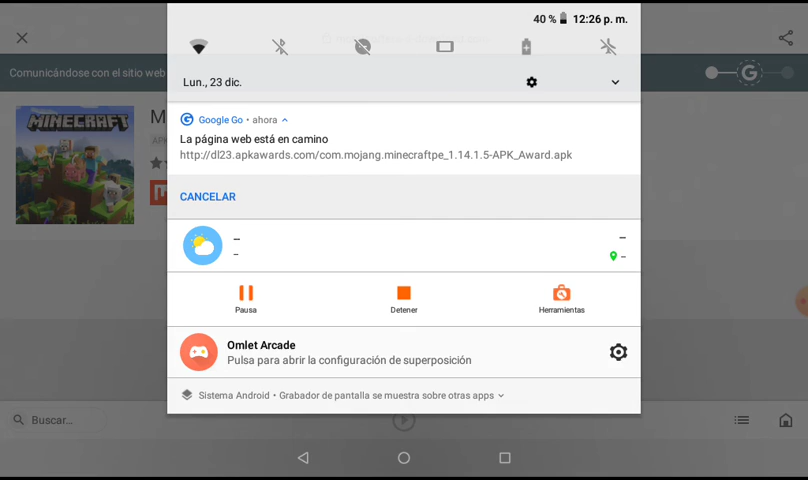 40 % 12:26 p. m.
Comunicándose con el sitio web
Lun., 23 dic.
MINECRAFT
M
APK
Google Go • ahora
La página web está en camino
http://dl23.apkawards.com/com.mojang.minecraftpe_1.14.1.5-APK_Award.apk
CANCELAR
–
–
–
–
Pausa
Detener
Herramientas
Omlet Arcade
Pulsa para abrir la configuración de superposición
Sistema Android • Grabador de pantalla se muestra sobre otras apps
Buscar...